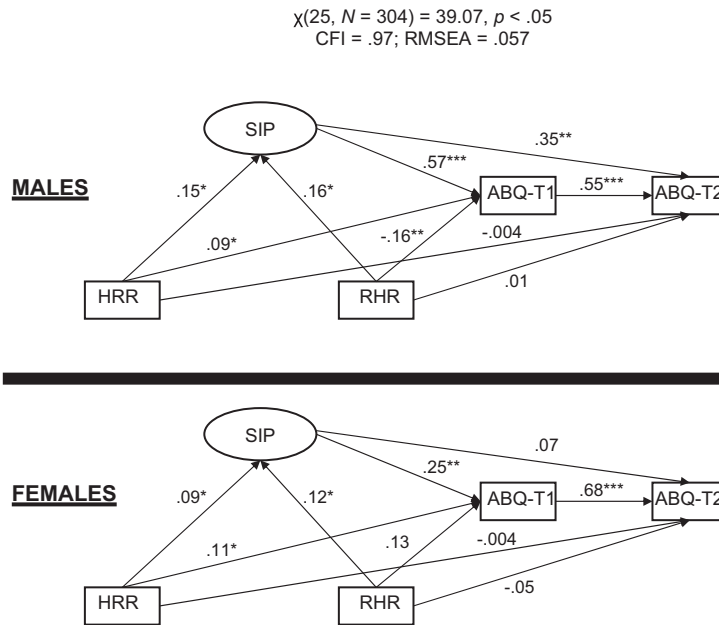 χ(25, N = 304) = 39.07, p < .05
CFI = .97; RMSEA = .057
SIP
.35**
.57***
MALES
ABQ-T1
.55***
ABQ-T2
.15*
.16*
.09*
-.16**
-.004
.01
HRR
RHR
SIP
.07
.25**
FEMALES
ABQ-T1
.68***
ABQ-T2
.09*
.12*
.11*
.13
-.004
-.05
HRR
RHR